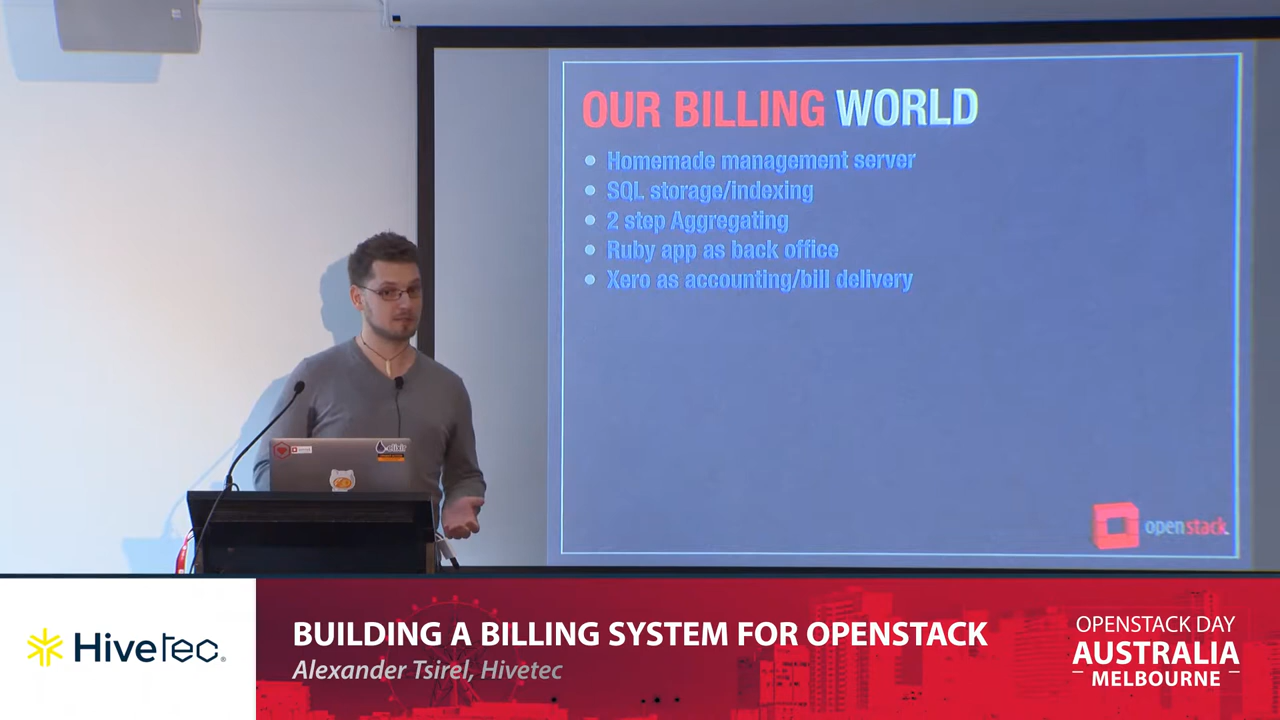 OUR BILLING WORLD
Homemade management server
SQL storage/indexing
2 step Aggregating
Ruby app as back office
Xero as accounting/bill delivery
openstack
elixir
Hivetec
BUILDING A BILLING SYSTEM FOR OPENSTACK
Alexander Tsirel, Hivetec
OPENSTACK DAY
AUSTRALIA
MELBOURNE